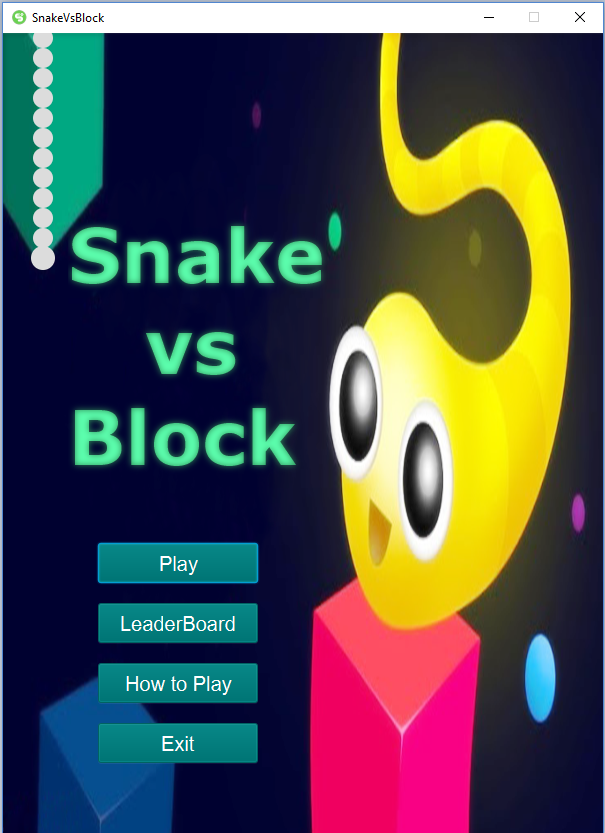 SnakeVsBlock
Snake
vs
Block
Play
LeaderBoard
How to Play
Exit